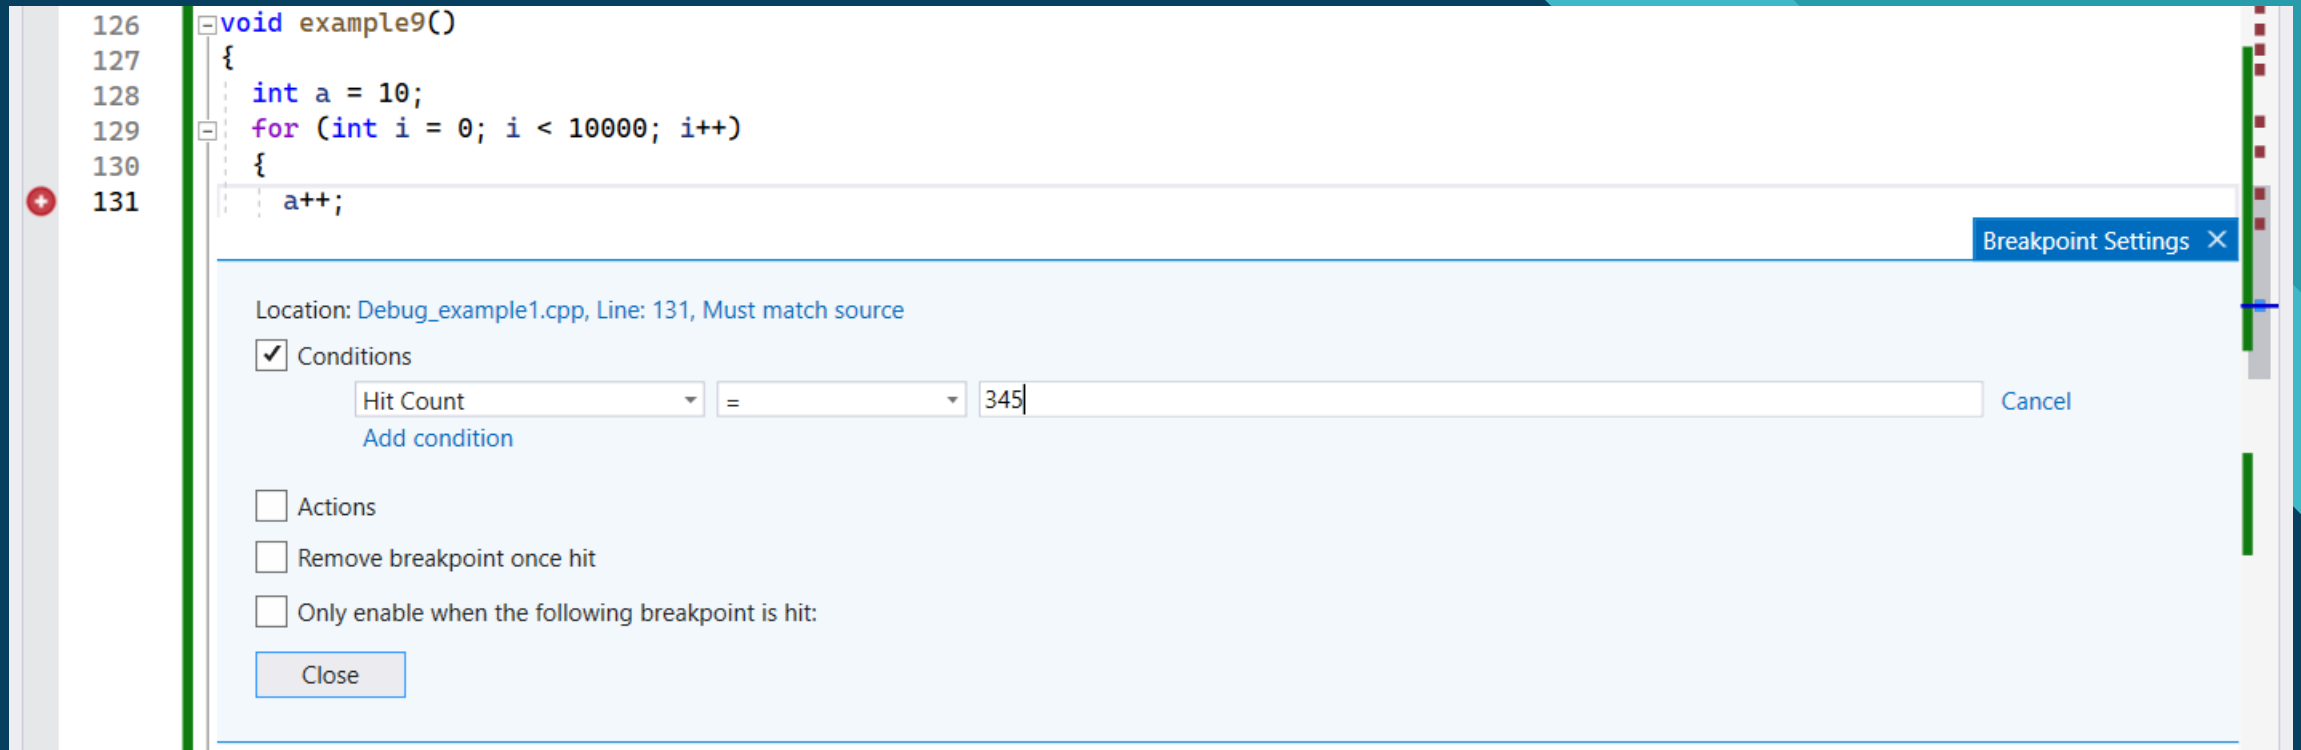 126 void example9()
127 {
128 int a = 10;
129 for (int i = 0; i < 10000; i++)
130 {
131 a++;
Breakpoint Settings
Location: Debug_example1.cpp, Line: 131, Must match source
Conditions
Hit Count = 345 Cancel
Add condition
Actions
Remove breakpoint once hit
Only enable when the following breakpoint is hit:
Close